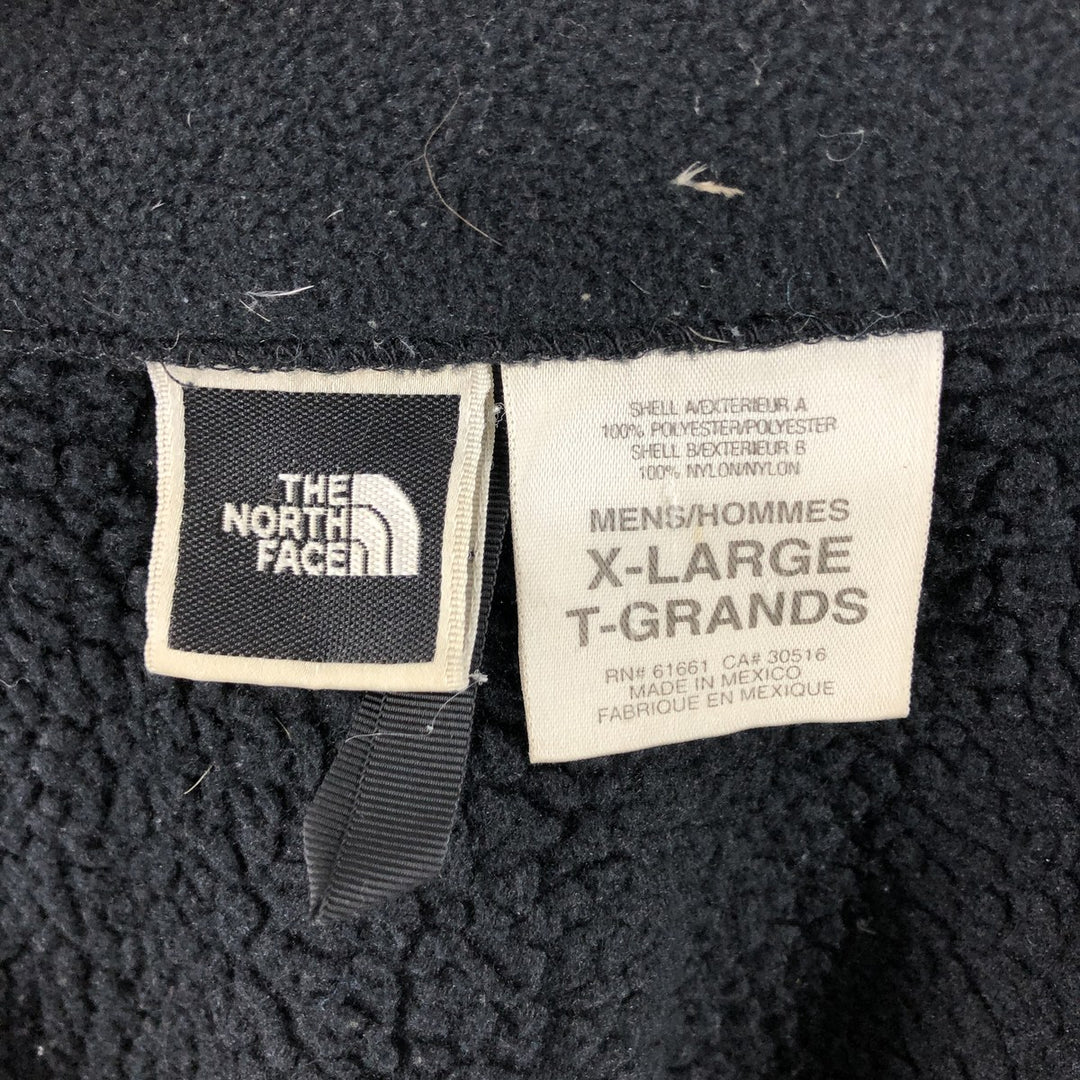 THE
NORTH
FACE
SHELL A/EXTERIEUR A
100% POLYESTER/POLYESTER
SHELL B/EXTERIEUR B
100% NYLON/NYLON
MENS/HOMMES
X-LARGE
T-GRANDS
RN# 61661 CA# 30516
MADE IN MEXICO
FABRIQUE EN MEXIQUE